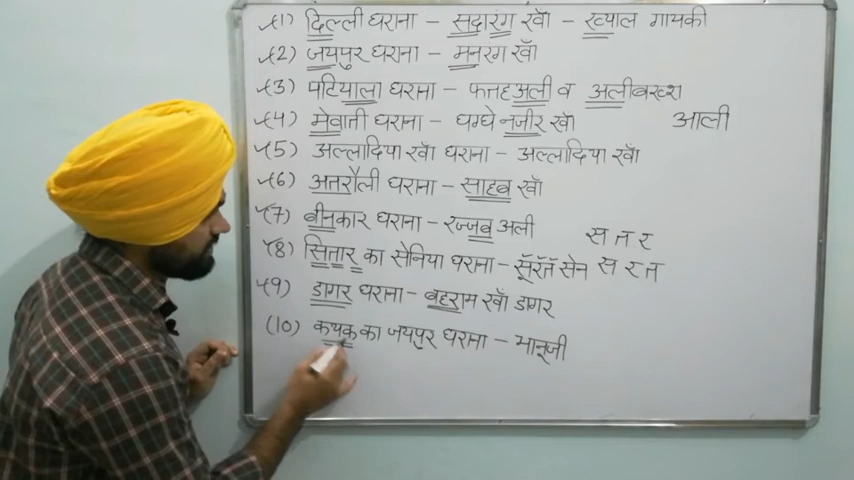 (1) दिल्ली घराना – सदारंग खाँ – ख्याल गायकी
(2) जयपुर घराना – मनरंग खाँ
(3) पटियाला घराना – फतहअली व अलीबख्श
(4) मेवाती घराना – घग्घे नजीर खाँ आली
(5) अल्लादिया खाँ घराना – अल्लादिया खाँ
(6) अतरौली घराना – साहब खाँ
(7) बीनकार घराना – रज्जब अली स त र
(8) सितार का सेनिया घराना – सूरत सेन स र त
(9) डागर घराना – बहराम खाँ डागर
(10) कथक का जयपुर घराना – भानूजी